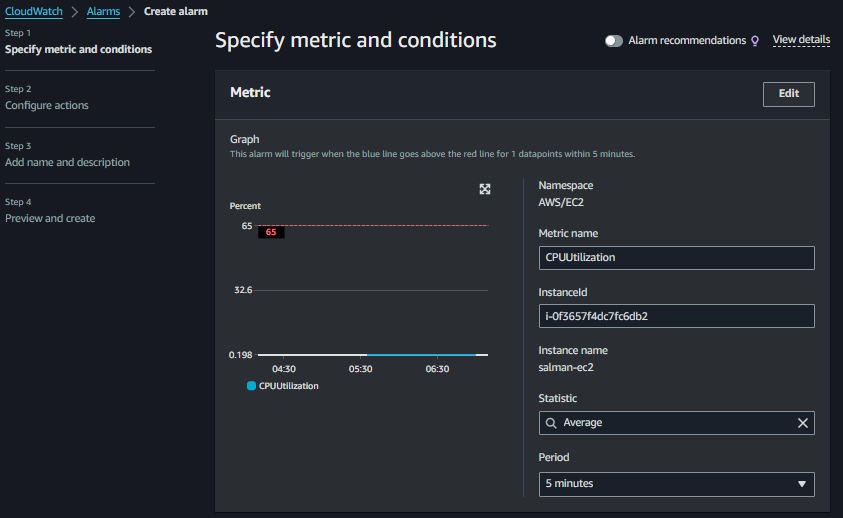 CloudWatch > Alarms > Create alarm
Step 1
Specify metric and conditions
Step 2
Configure actions
Step 3
Add name and description
Step 4
Preview and create
Specify metric and conditions
Alarm recommendations
View details
Metric
Edit
Graph
This alarm will trigger when the blue line goes above the red line for 1 datapoints within 5 minutes.
Percent
65
65
32.6
0.198
04:30
05:30
06:30
CPUUtilization
Namespace
AWS/EC2
Metric name
CPUUtilization
InstanceId
i-0f3657f4dc7fc6db2
Instance name
salman-ec2
Statistic
Average
Period
5 minutes